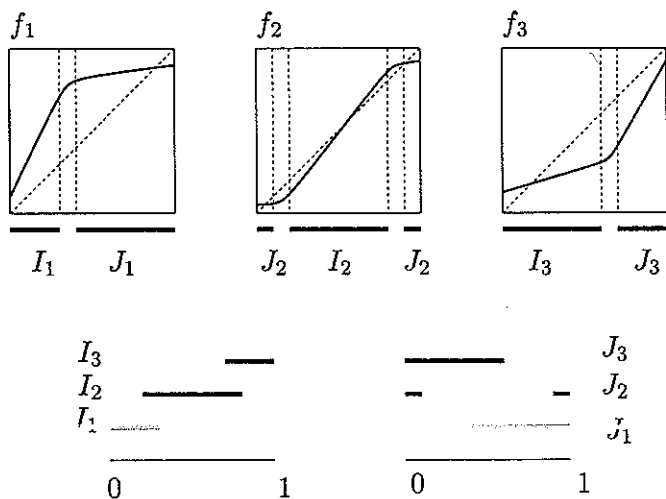 f₁ f₂ f₃
I₁ J₁ J₂ I₂ J₂ I₃ J₃
I₃ J₃
I₂ J₂
I₁ J₁
0 1 0 1